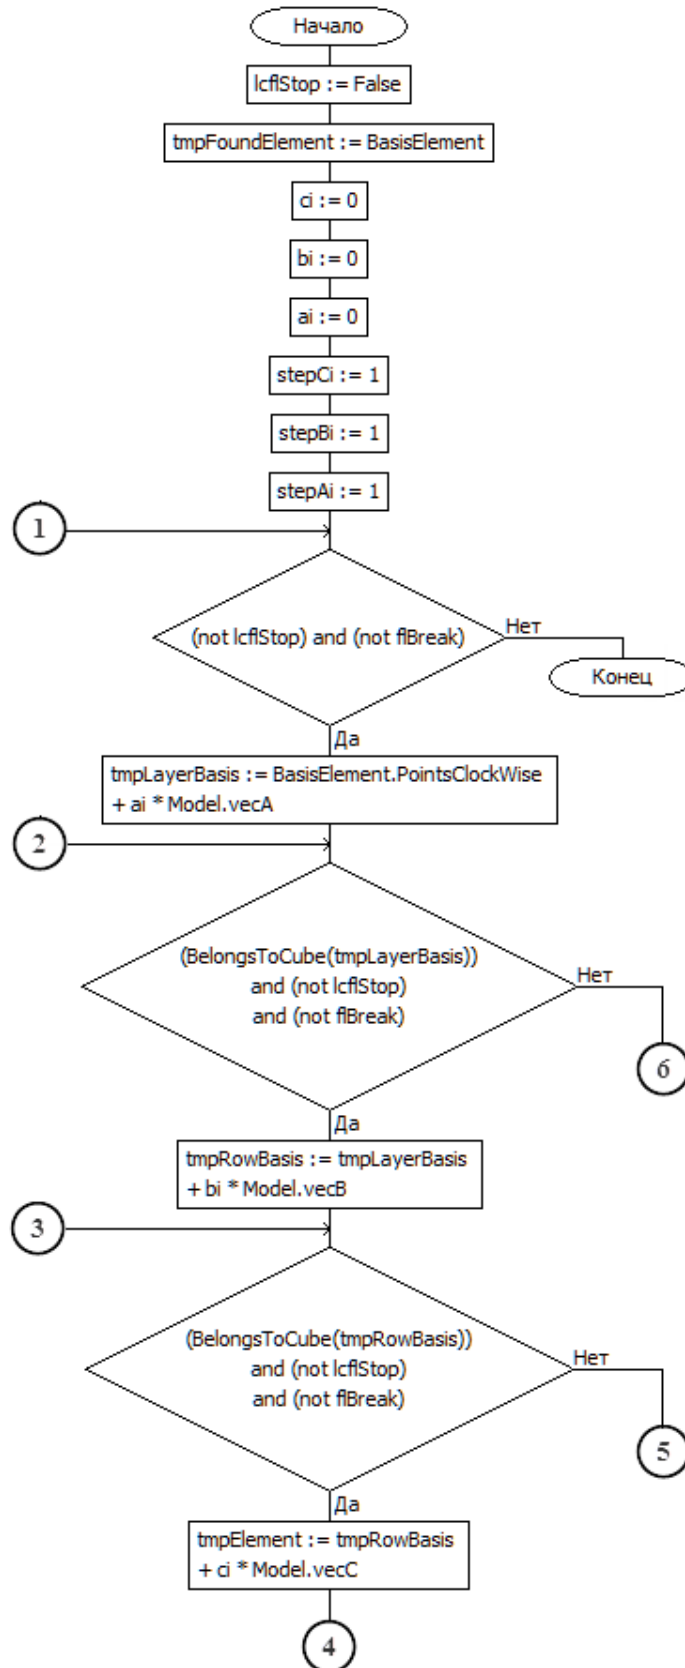 Начало
lcflStop := False
tmpFoundElement := BasisElement
ci := 0
bi := 0
ai := 0
stepCi := 1
stepBi := 1
stepAi := 1
1
(not lcflStop) and (not flBreak)
Нет
Конец
Да
tmpLayerBasis := BasisElement.PointsClockWise
+ ai * Model.vecA
2
(BelongsToCube(tmpLayerBasis))
and (not lcflStop)
and (not flBreak)
Нет
6
Да
tmpRowBasis := tmpLayerBasis
+ bi * Model.vecB
3
(BelongsToCube(tmpRowBasis))
and (not lcflStop)
and (not flBreak)
Нет
5
Да
tmpElement := tmpRowBasis
+ ci * Model.vecC
4